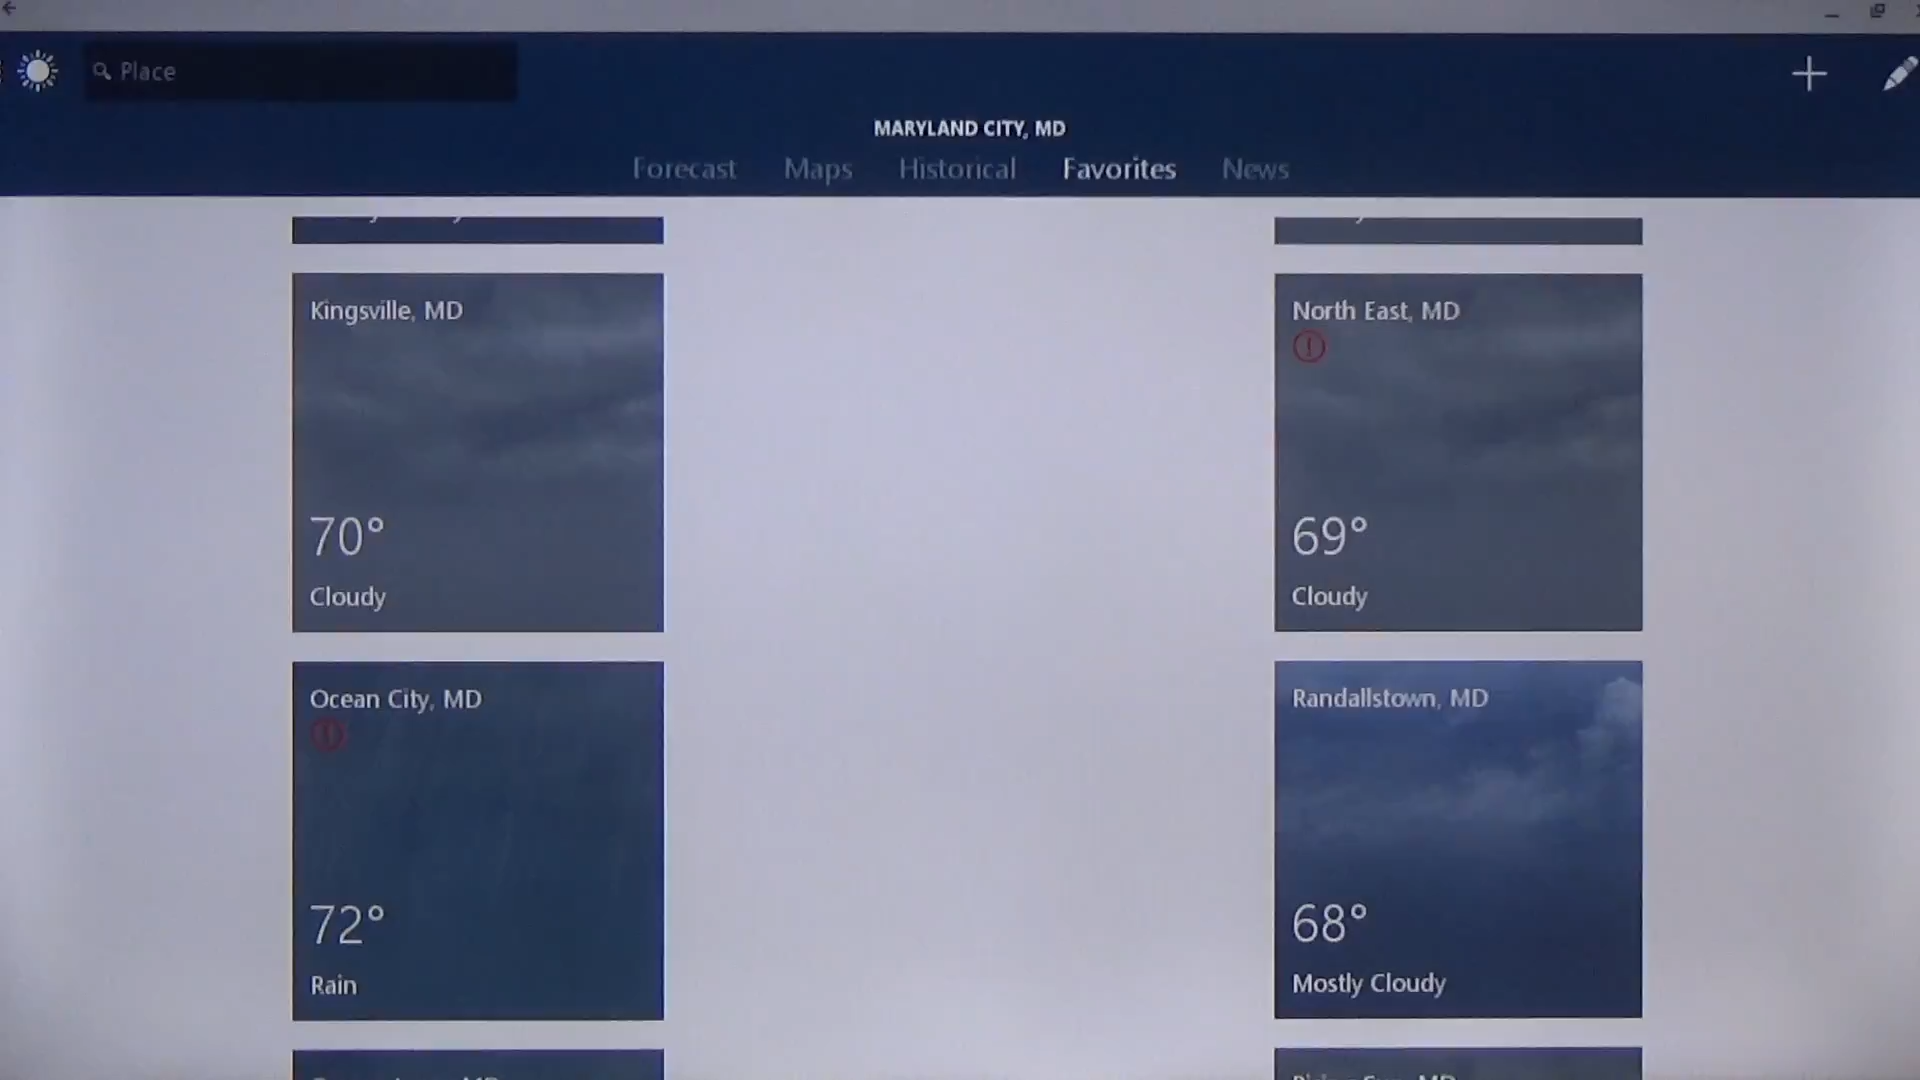 Place
MARYLAND CITY, MD
Forecast Maps Historical Favorites News
Kingsville, MD
70°
Cloudy
North East, MD
69°
Cloudy
Ocean City, MD
72°
Rain
Randallstown, MD
68°
Mostly Cloudy